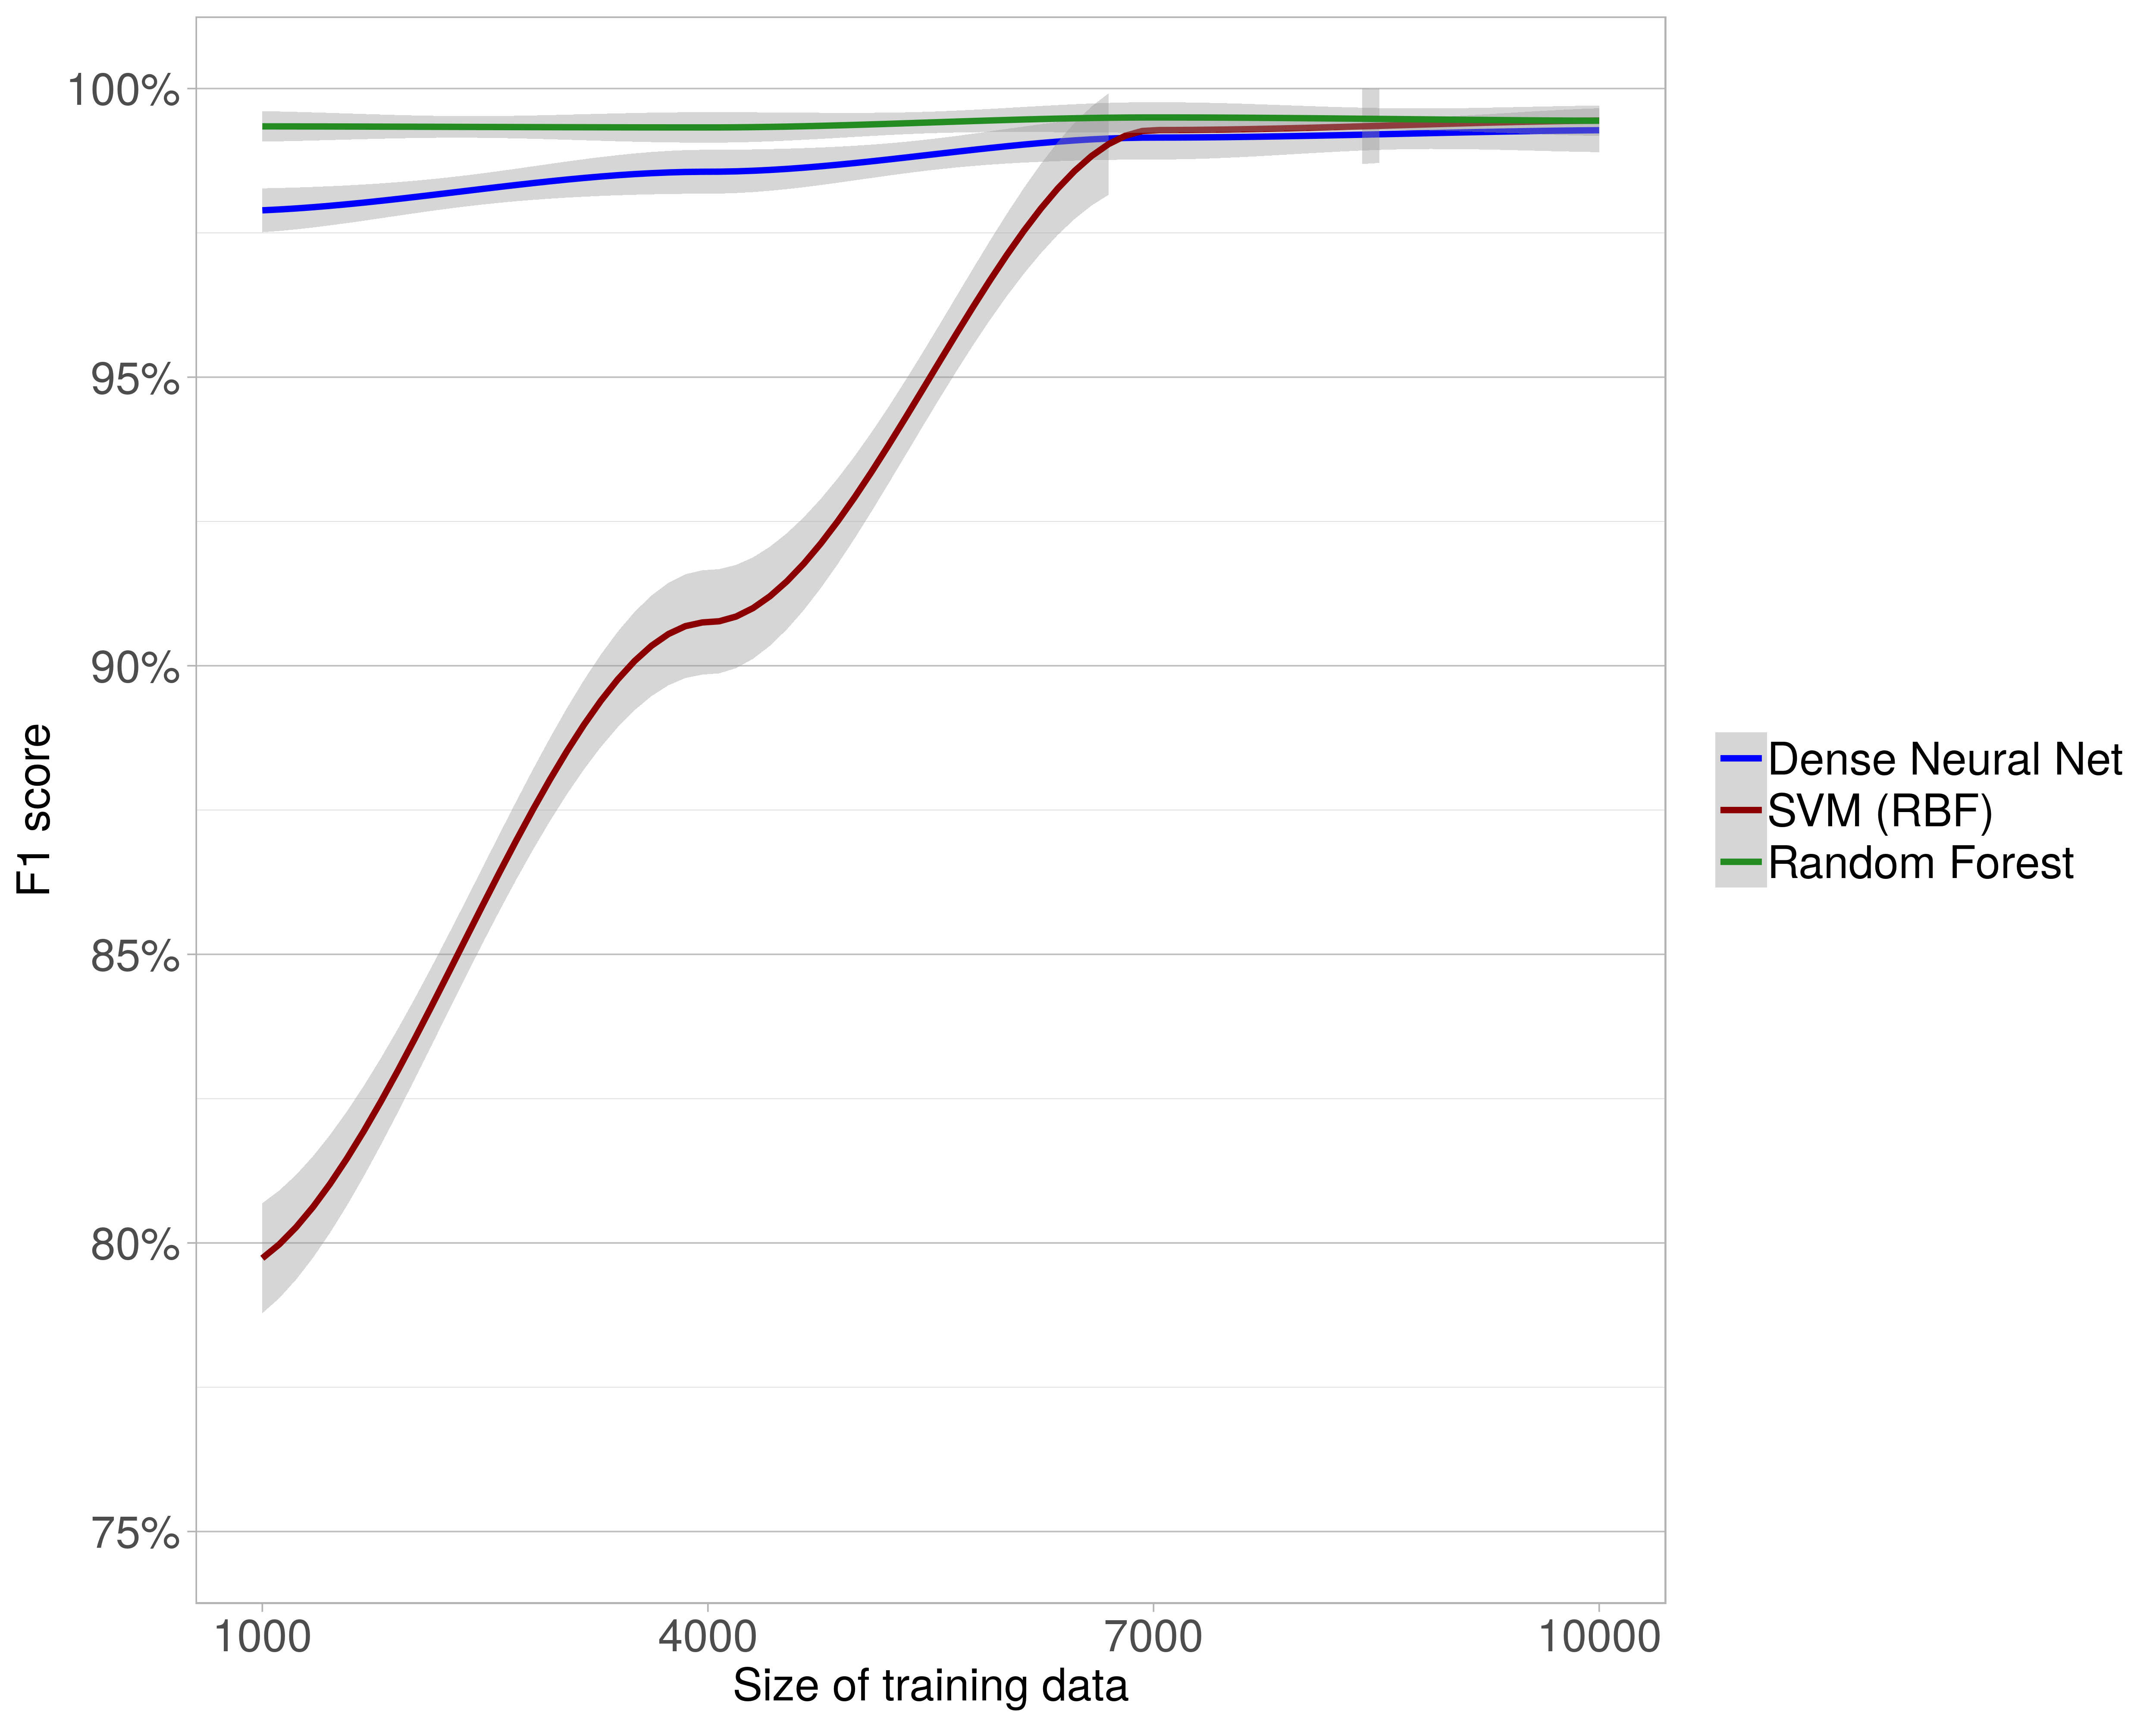 100%
95%
90%
85%
80%
75%
F1 score
1000 4000 7000 10000
Size of training data
Dense Neural Net
SVM (RBF)
Random Forest